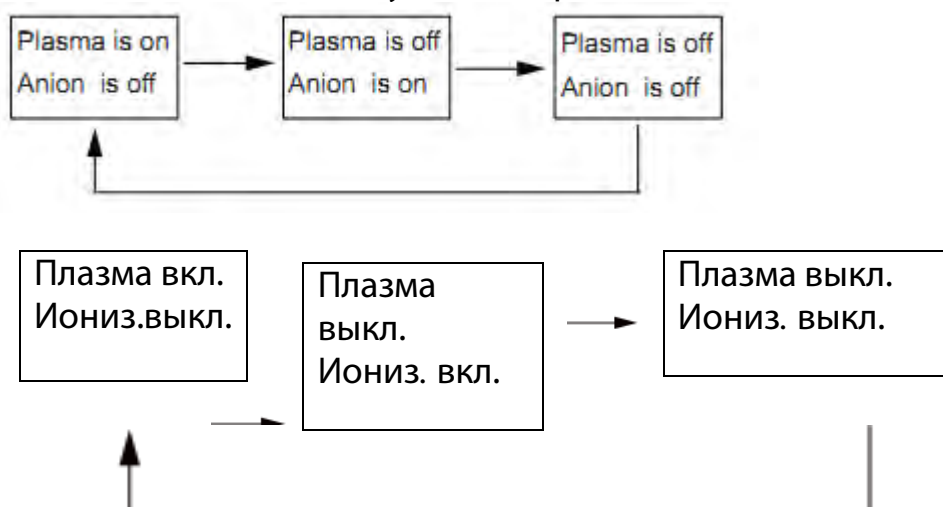 Plasma is on
Anion is off
Plasma is off
Anion is on
Plasma is off
Anion is off
Плазма вкл.
Иониз.выкл.
Плазма
выкл.
Иониз. вкл.
Плазма выкл.
Иониз. выкл.